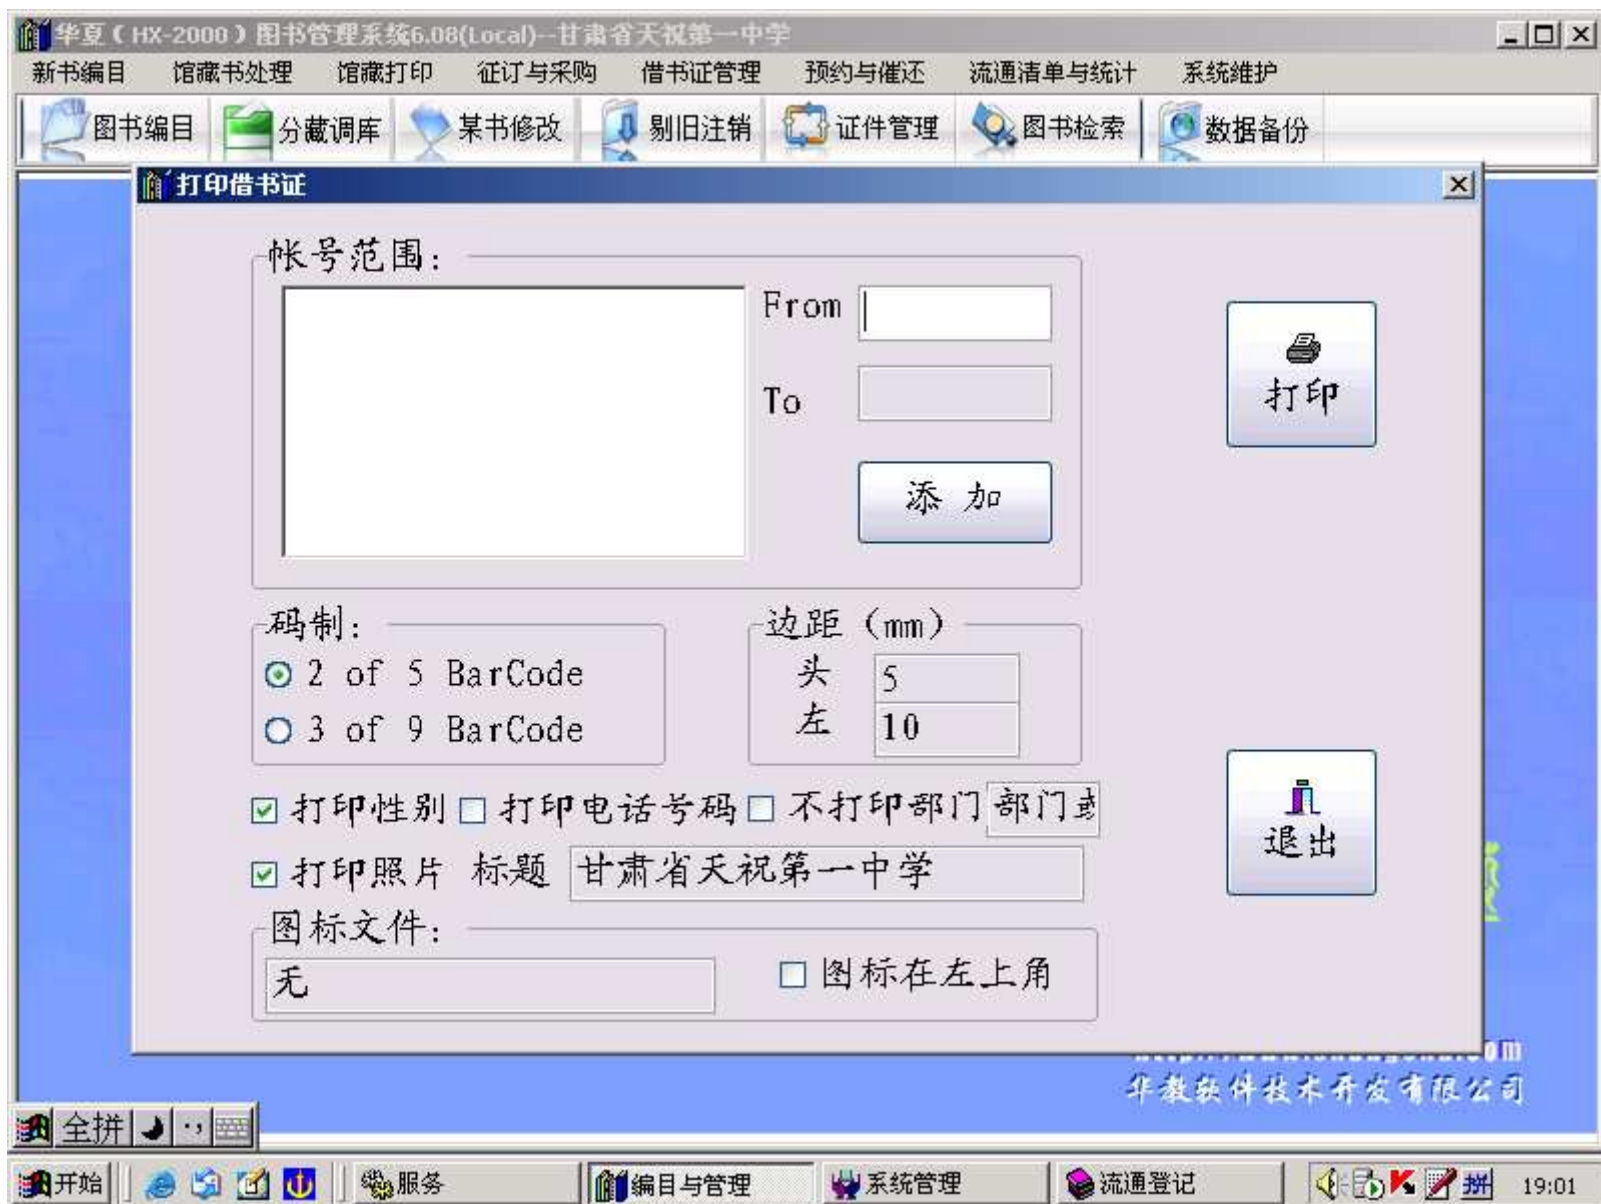 华夏（HX-2000）图书管理系统6.08(Local)--甘肃省天祝第一中学
新书编目 馆藏书处理 馆藏打印 征订与采购 借书证管理 预约与催还 流通清单与统计 系统维护
图书编目 分藏调库 某书修改 剔旧注销 证件管理 图书检索 数据备份
打印借书证
帐号范围：
From
To
打印
添 加
码制：
边距（mm）
2 of 5 BarCode
头 5
3 of 9 BarCode
左 10
打印性别 打印电话号码 不打印部门 部门
退出
打印照片 标题 甘肃省天祝第一中学
图标文件：
无
图标在左上角
华教软件技术开发有限公司
全拼
开始 服务 编目与管理 系统管理 流通登记 拼 19:01